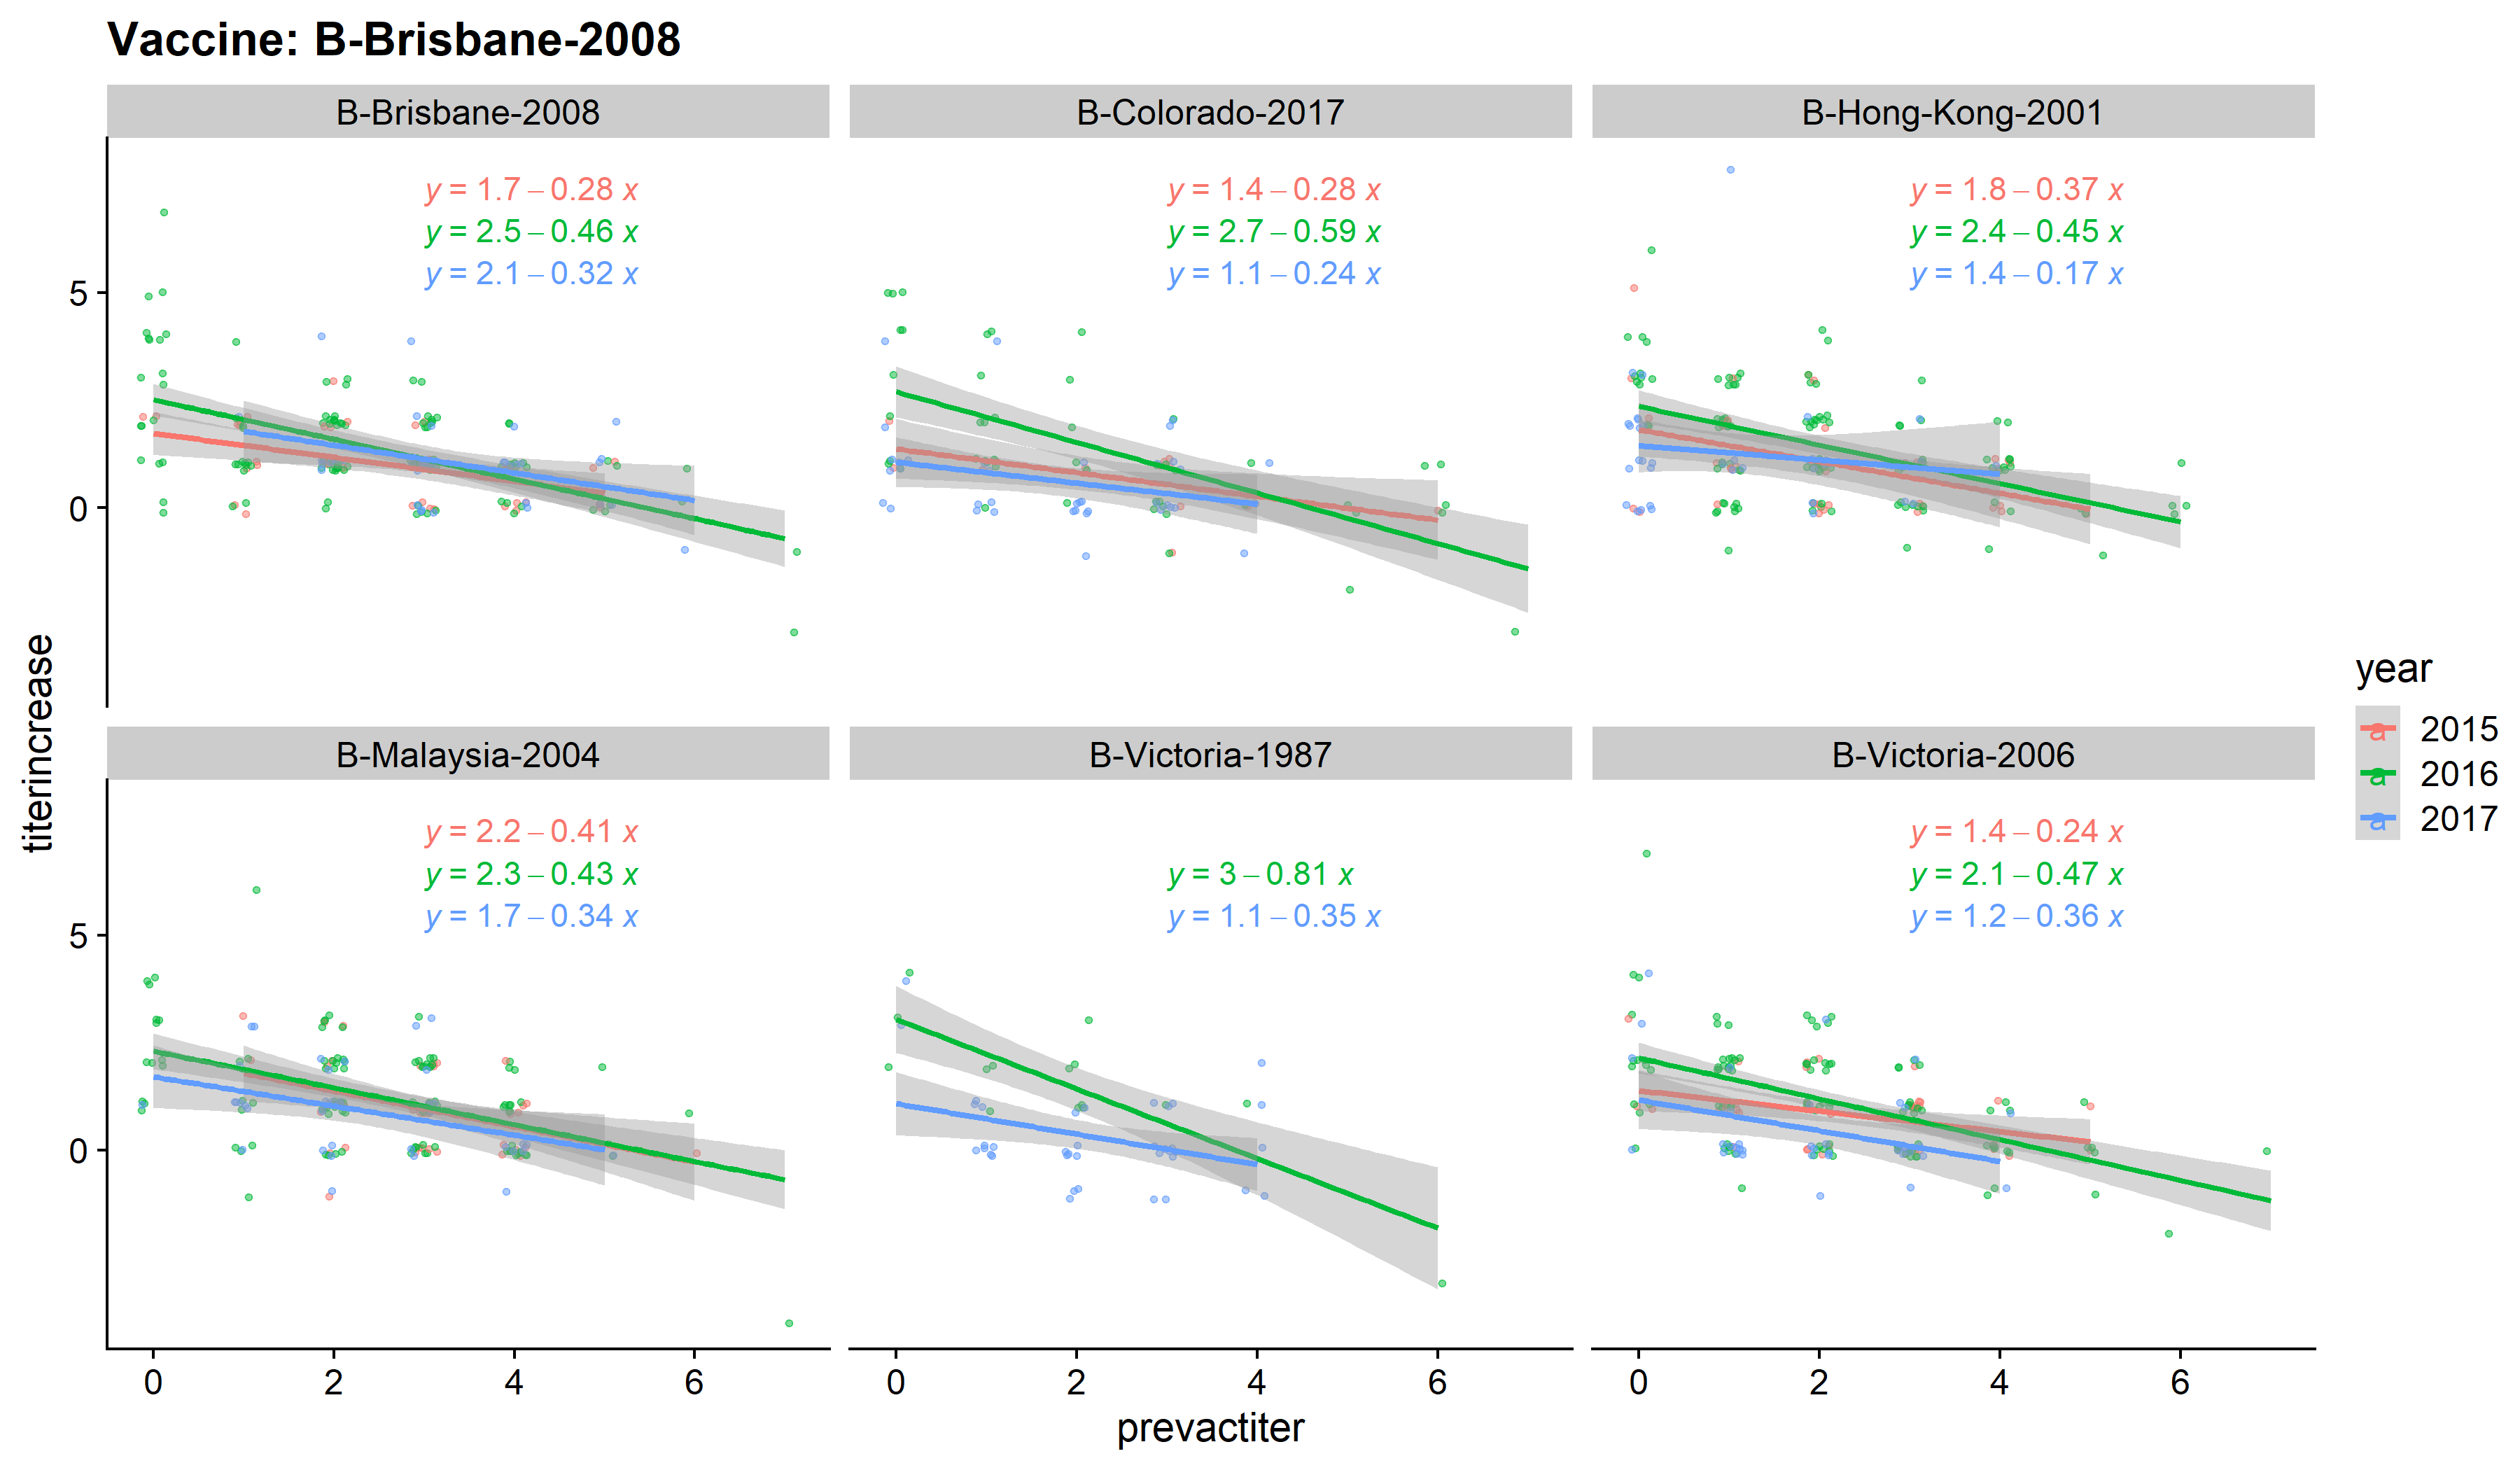 Vaccine: B-Brisbane-2008
B-Brisbane-2008
B-Colorado-2017
B-Hong-Kong-2001
y = 1.7 – 0.28 x
y = 2.5 – 0.46 x
y = 2.1 – 0.32 x
y = 1.4 – 0.28 x
y = 2.7 – 0.59 x
y = 1.1 – 0.24 x
y = 1.8 – 0.37 x
y = 2.4 – 0.45 x
y = 1.4 – 0.17 x
5
0
B-Malaysia-2004
B-Victoria-1987
B-Victoria-2006
y = 2.2 – 0.41 x
y = 2.3 – 0.43 x
y = 1.7 – 0.34 x
y = 3 – 0.81 x
y = 1.1 – 0.35 x
y = 1.4 – 0.24 x
y = 2.1 – 0.47 x
y = 1.2 – 0.36 x
5
0
0 2 4 6
0 2 4 6
0 2 4 6
prevactiter
titerincrease
year
a 2015
a 2016
a 2017